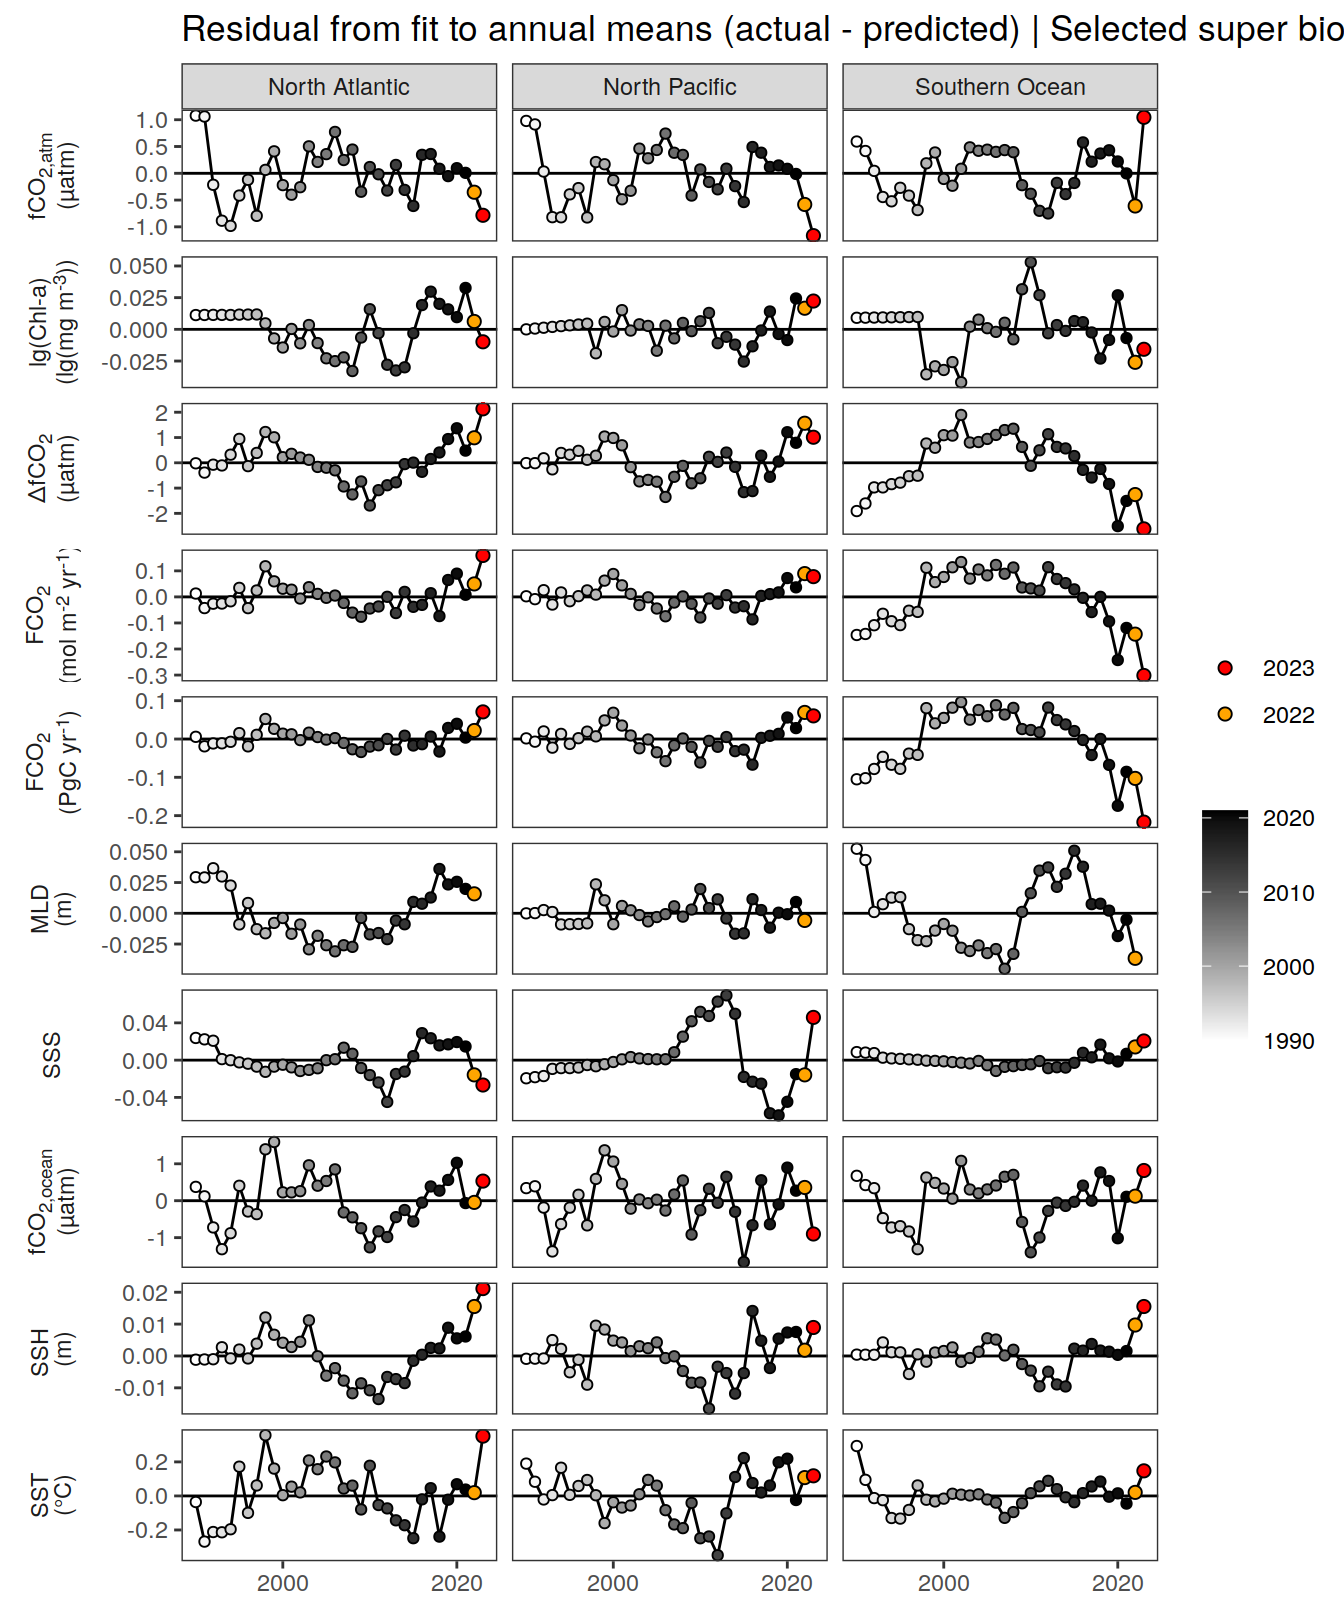 Residual from fit to annual means (actual - predicted) | Selected super bio
North Atlantic
North Pacific
Southern Ocean
fCO2,atm
(µatm)
1.0
0.5
0.0
-0.5
-1.0
lg(Chl-a)
(lg(mg m-3))
0.050
0.025
0.000
-0.025
ΔfCO2
(µatm)
2
1
0
-1
-2
FCO2
(mol m-2 yr-1)
0.1
0.0
-0.1
-0.2
-0.3
FCO2
(PgC yr-1)
0.1
0.0
-0.1
-0.2
MLD
(m)
0.050
0.025
0.000
-0.025
SSS
0.04
0.00
-0.04
fCO2,ocean
(µatm)
1
0
-1
SSH
(m)
0.02
0.01
0.00
-0.01
SST
(°C)
0.2
0.0
-0.2
2000
2020
2000
2020
2000
2020
2023
2022
2020
2010
2000
1990